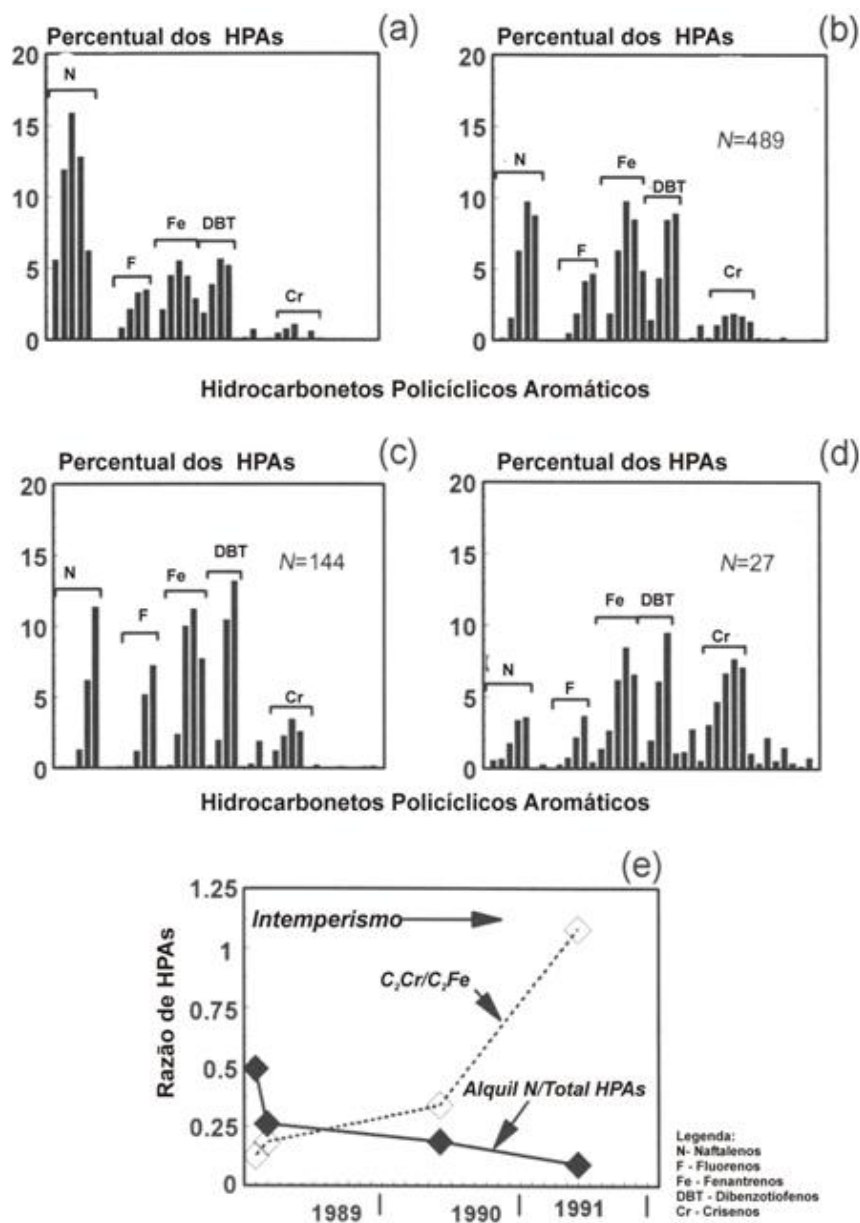 (a)
Percentual dos HPAs
20
15
10
5
0
N
F
Fe
DBT
Cr
(b)
Percentual dos HPAs
20
15
10
5
0
N
F
Fe
DBT
Cr
N=489
Hidrocarbonetos Policíclicos Aromáticos
(c)
Percentual dos HPAs
20
15
10
5
0
N
F
Fe
DBT
Cr
N=144
(d)
Percentual dos HPAs
20
15
10
5
0
N
F
Fe
DBT
Cr
N=27
Hidrocarbonetos Policíclicos Aromáticos
(e)
Razão de HPAs
1.25
1
0.75
0.5
0.25
0
Intemperismo
C₂Cr/C₂Fe
Alquil N/Total HPAs
1989 1990 1991
Legenda:
N- Naftalenos
F - Fluorenos
Fe - Fenantrenos
DBT - Dibenzotiofenos
Cr - Crisenos